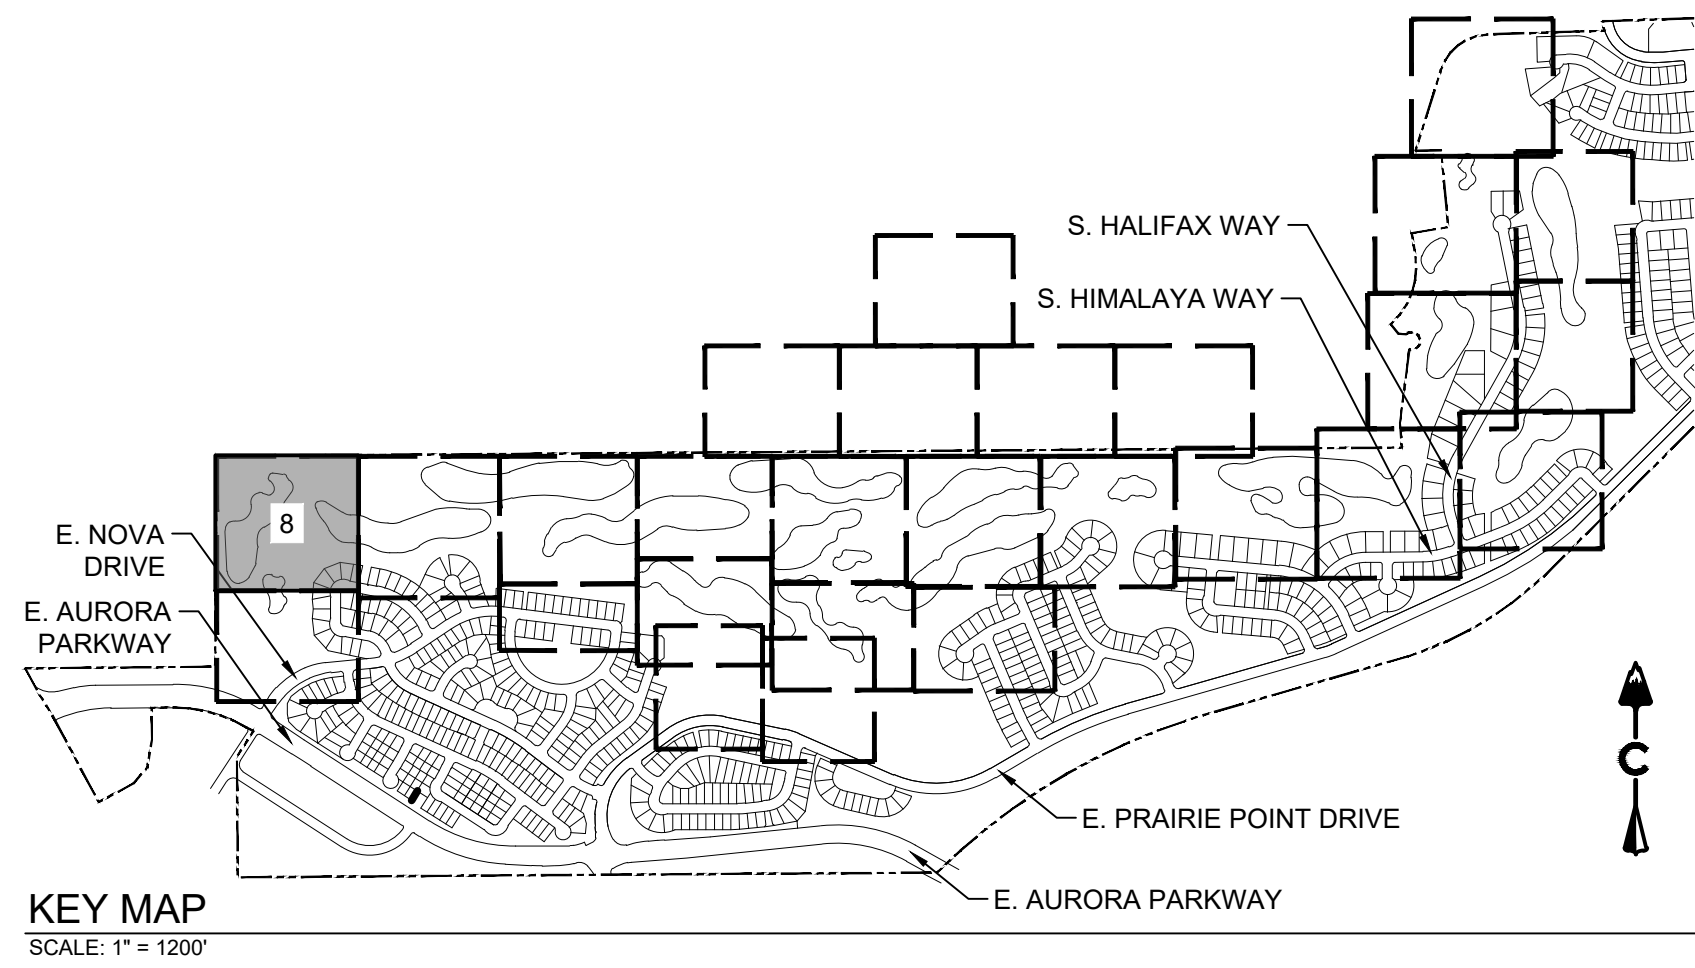 S. HALIFAX WAY
S. HIMALAYA WAY
8
E. NOVA
DRIVE
E. AURORA
PARKWAY
C
E. PRAIRIE POINT DRIVE
E. AURORA PARKWAY
KEY MAP
SCALE: 1" = 1200'